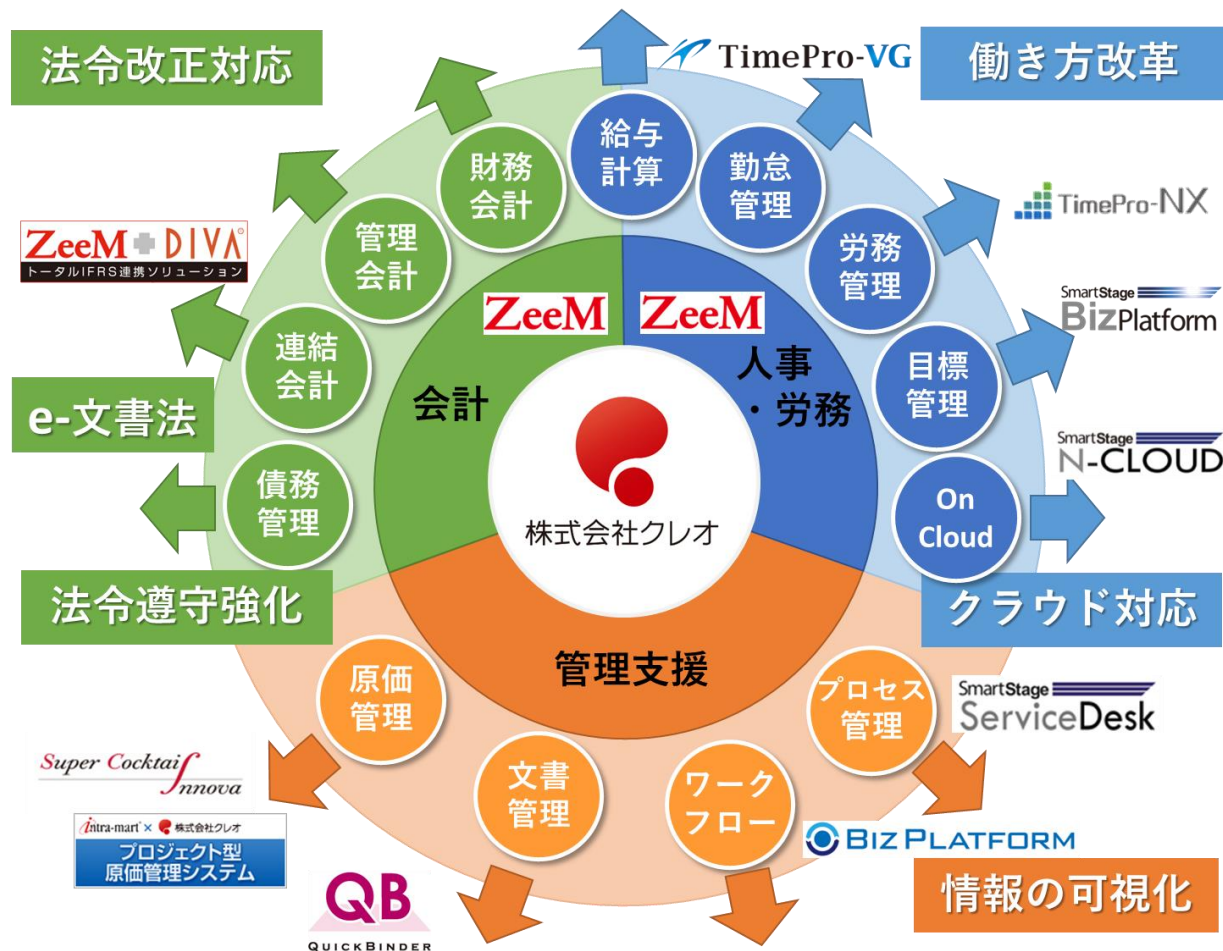 法令改正対応
TimePro-VG
働き方改革
給与
計算
財務
会計
勤怠
管理
管理
会計
労務
管理
TimePro-NX
ZeeM DIVA
トータルIFRS連携ソリューション
ZeeM
ZeeM
SmartStage
BizPlatform
連結
会計
人事
・労務
目標
管理
e-文書法
会計
SmartStage
N-CLOUD
債務
管理
株式会社クレオ
On
Cloud
法令遵守強化
クラウド対応
管理支援
原価
管理
プロセス
管理
SmartStage
ServiceDesk
Super Cocktail
Innova
文書
管理
ワーク
フロー
intra-mart × 株式会社クレオ
プロジェクト型
原価管理システム
BIZ PLATFORM
QB
QUICKBINDER
情報の可視化